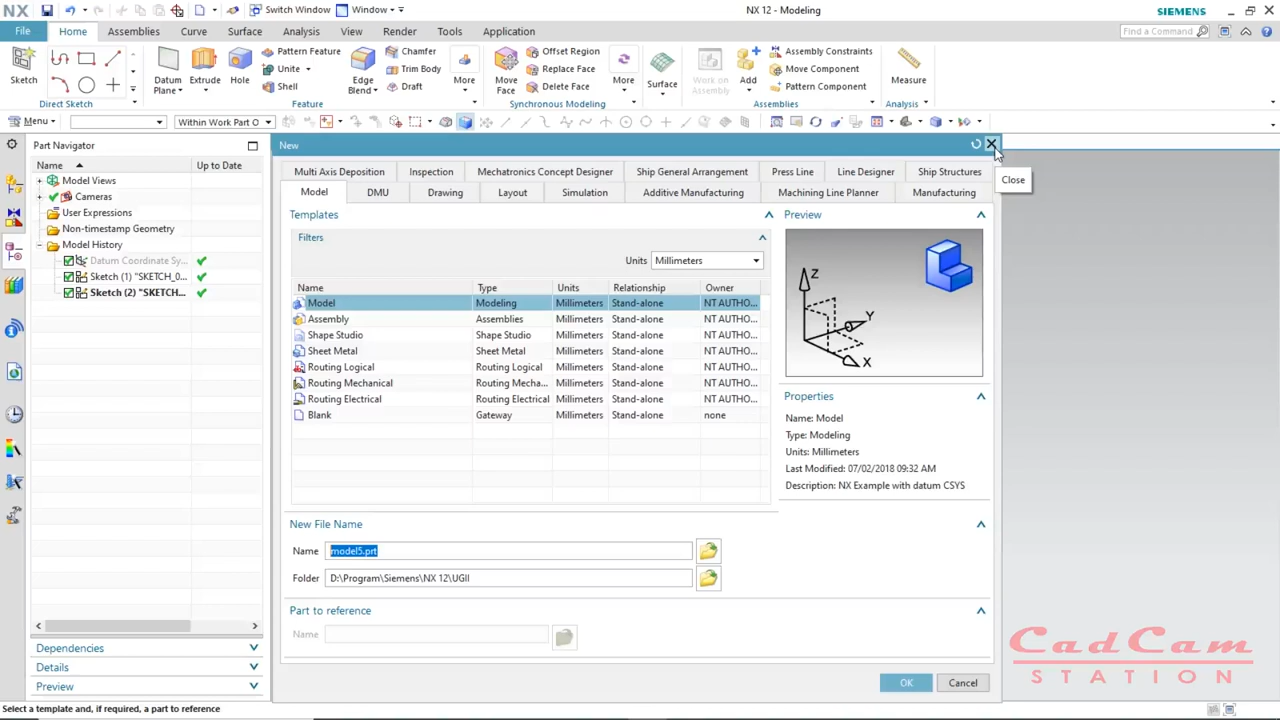 NX Switch Window Window NX 12 - Modeling SIEMENS
File Home Assemblies Curve Surface Analysis View Render Tools Application Find a Command
Sketch Datum Plane Extrude Hole Pattern Feature Unite Shell Edge Blend Chamfer Trim Body Draft More Move Face Offset Region Replace Face Delete Face More Surface Work on Assembly Add Assembly Constraints Move Component Pattern Component Measure
Direct Sketch Feature Synchronous Modeling Assemblies Analysis
Menu Within Work Part O
Part Navigator
Name Up to Date
Model Views
Cameras
User Expressions
Non-timestamp Geometry
Model History
Datum Coordinate Sy...
Sketch (1) "SKETCH_0...
Sketch (2) "SKETCH...
Dependencies
Details
Preview
New
Close
Multi Axis Deposition Inspection Mechatronics Concept Designer Ship General Arrangement Press Line Line Designer Ship Structures
Model DMU Drawing Layout Simulation Additive Manufacturing Machining Line Planner Manufacturing
Templates
Filters
Units Millimeters
Name Type Units Relationship Owner
Model Modeling Millimeters Stand-alone NT AUTHO...
Assembly Assemblies Millimeters Stand-alone NT AUTHO...
Shape Studio Shape Studio Millimeters Stand-alone NT AUTHO...
Sheet Metal Sheet Metal Millimeters Stand-alone NT AUTHO...
Routing Logical Routing Logical Millimeters Stand-alone NT AUTHO...
Routing Mechanical Routing Mecha... Millimeters Stand-alone NT AUTHO...
Routing Electrical Routing Electrical Millimeters Stand-alone NT AUTHO...
Blank Gateway Millimeters Stand-alone none
Preview
Z
Y
X
Properties
Name: Model
Type: Modeling
Units: Millimeters
Last Modified: 07/02/2018 09:32 AM
Description: NX Example with datum CSYS
New File Name
Name model5.prt
Folder D:\Program\Siemens\NX 12\UGII
Part to reference
Name
OK Cancel
CadCam
STATION
Select a template and, if required, a part to reference